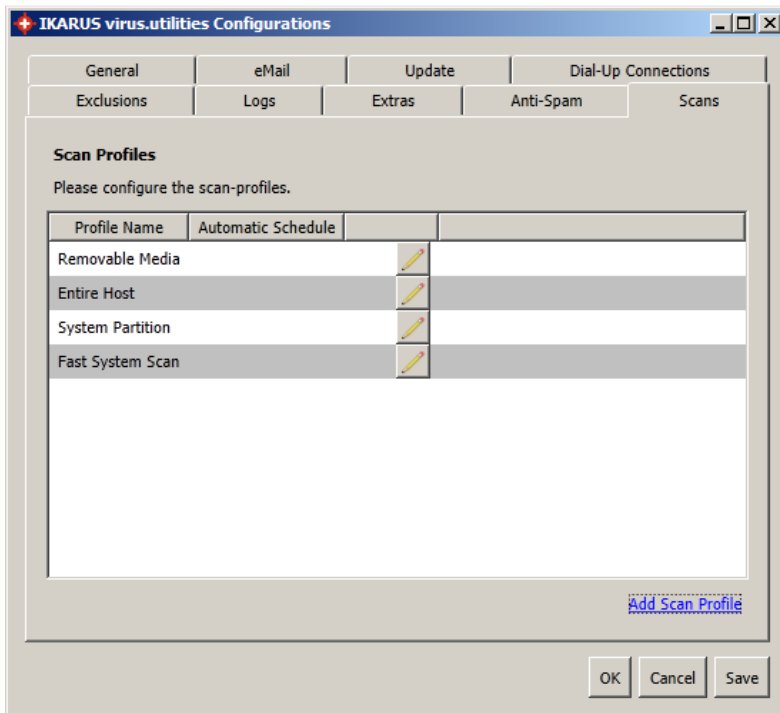 IKARUS virus.utilities Configurations
General eMail Update Dial-Up Connections
Exclusions Logs Extras Anti-Spam Scans
Scan Profiles
Please configure the scan-profiles.
Profile Name Automatic Schedule
Removable Media
Entire Host
System Partition
Fast System Scan
Add Scan Profile
OK Cancel Save